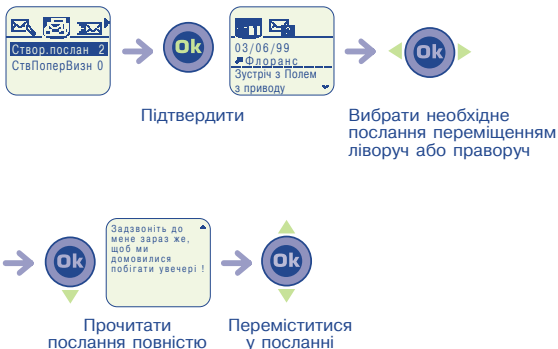 Створ.послан 2
СтвПоперВизн 0
Ok
03/06/99
Флоранс
Зустріч з Полем
з приводу
Ok
Підтвердити
Вибрати необхідне
послання переміщенням
ліворуч або праворуч
Ok
Задзвоніть до
мене зараз же,
щоб ми
домовилися
побігати увечері !
Ok
Прочитати
послання повністю
Переміститися
у посланні